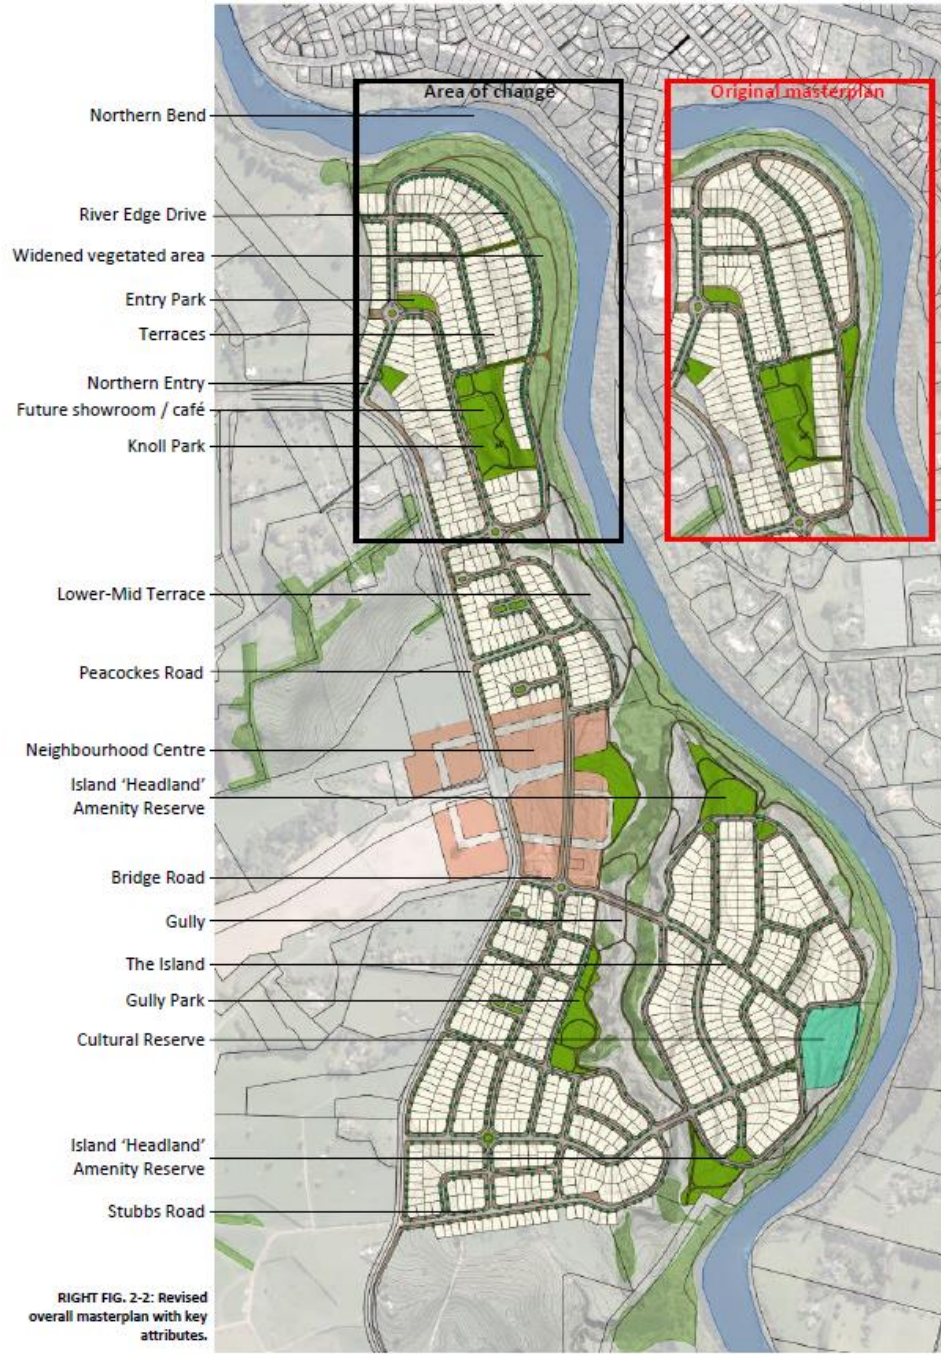 Area of change
Original masterplan
Northern Bend
River Edge Drive
Widened vegetated area
Entry Park
Terraces
Northern Entry
Future showroom / café
Knoll Park
Lower-Mid Terrace
Peacockes Road
Neighbourhood Centre
Island ‘Headland’
Amenity Reserve
Bridge Road
Gully
The Island
Gully Park
Cultural Reserve
Island ‘Headland’
Amenity Reserve
Stubbs Road
RIGHT FIG. 2-2: Revised
overall masterplan with key
attributes.